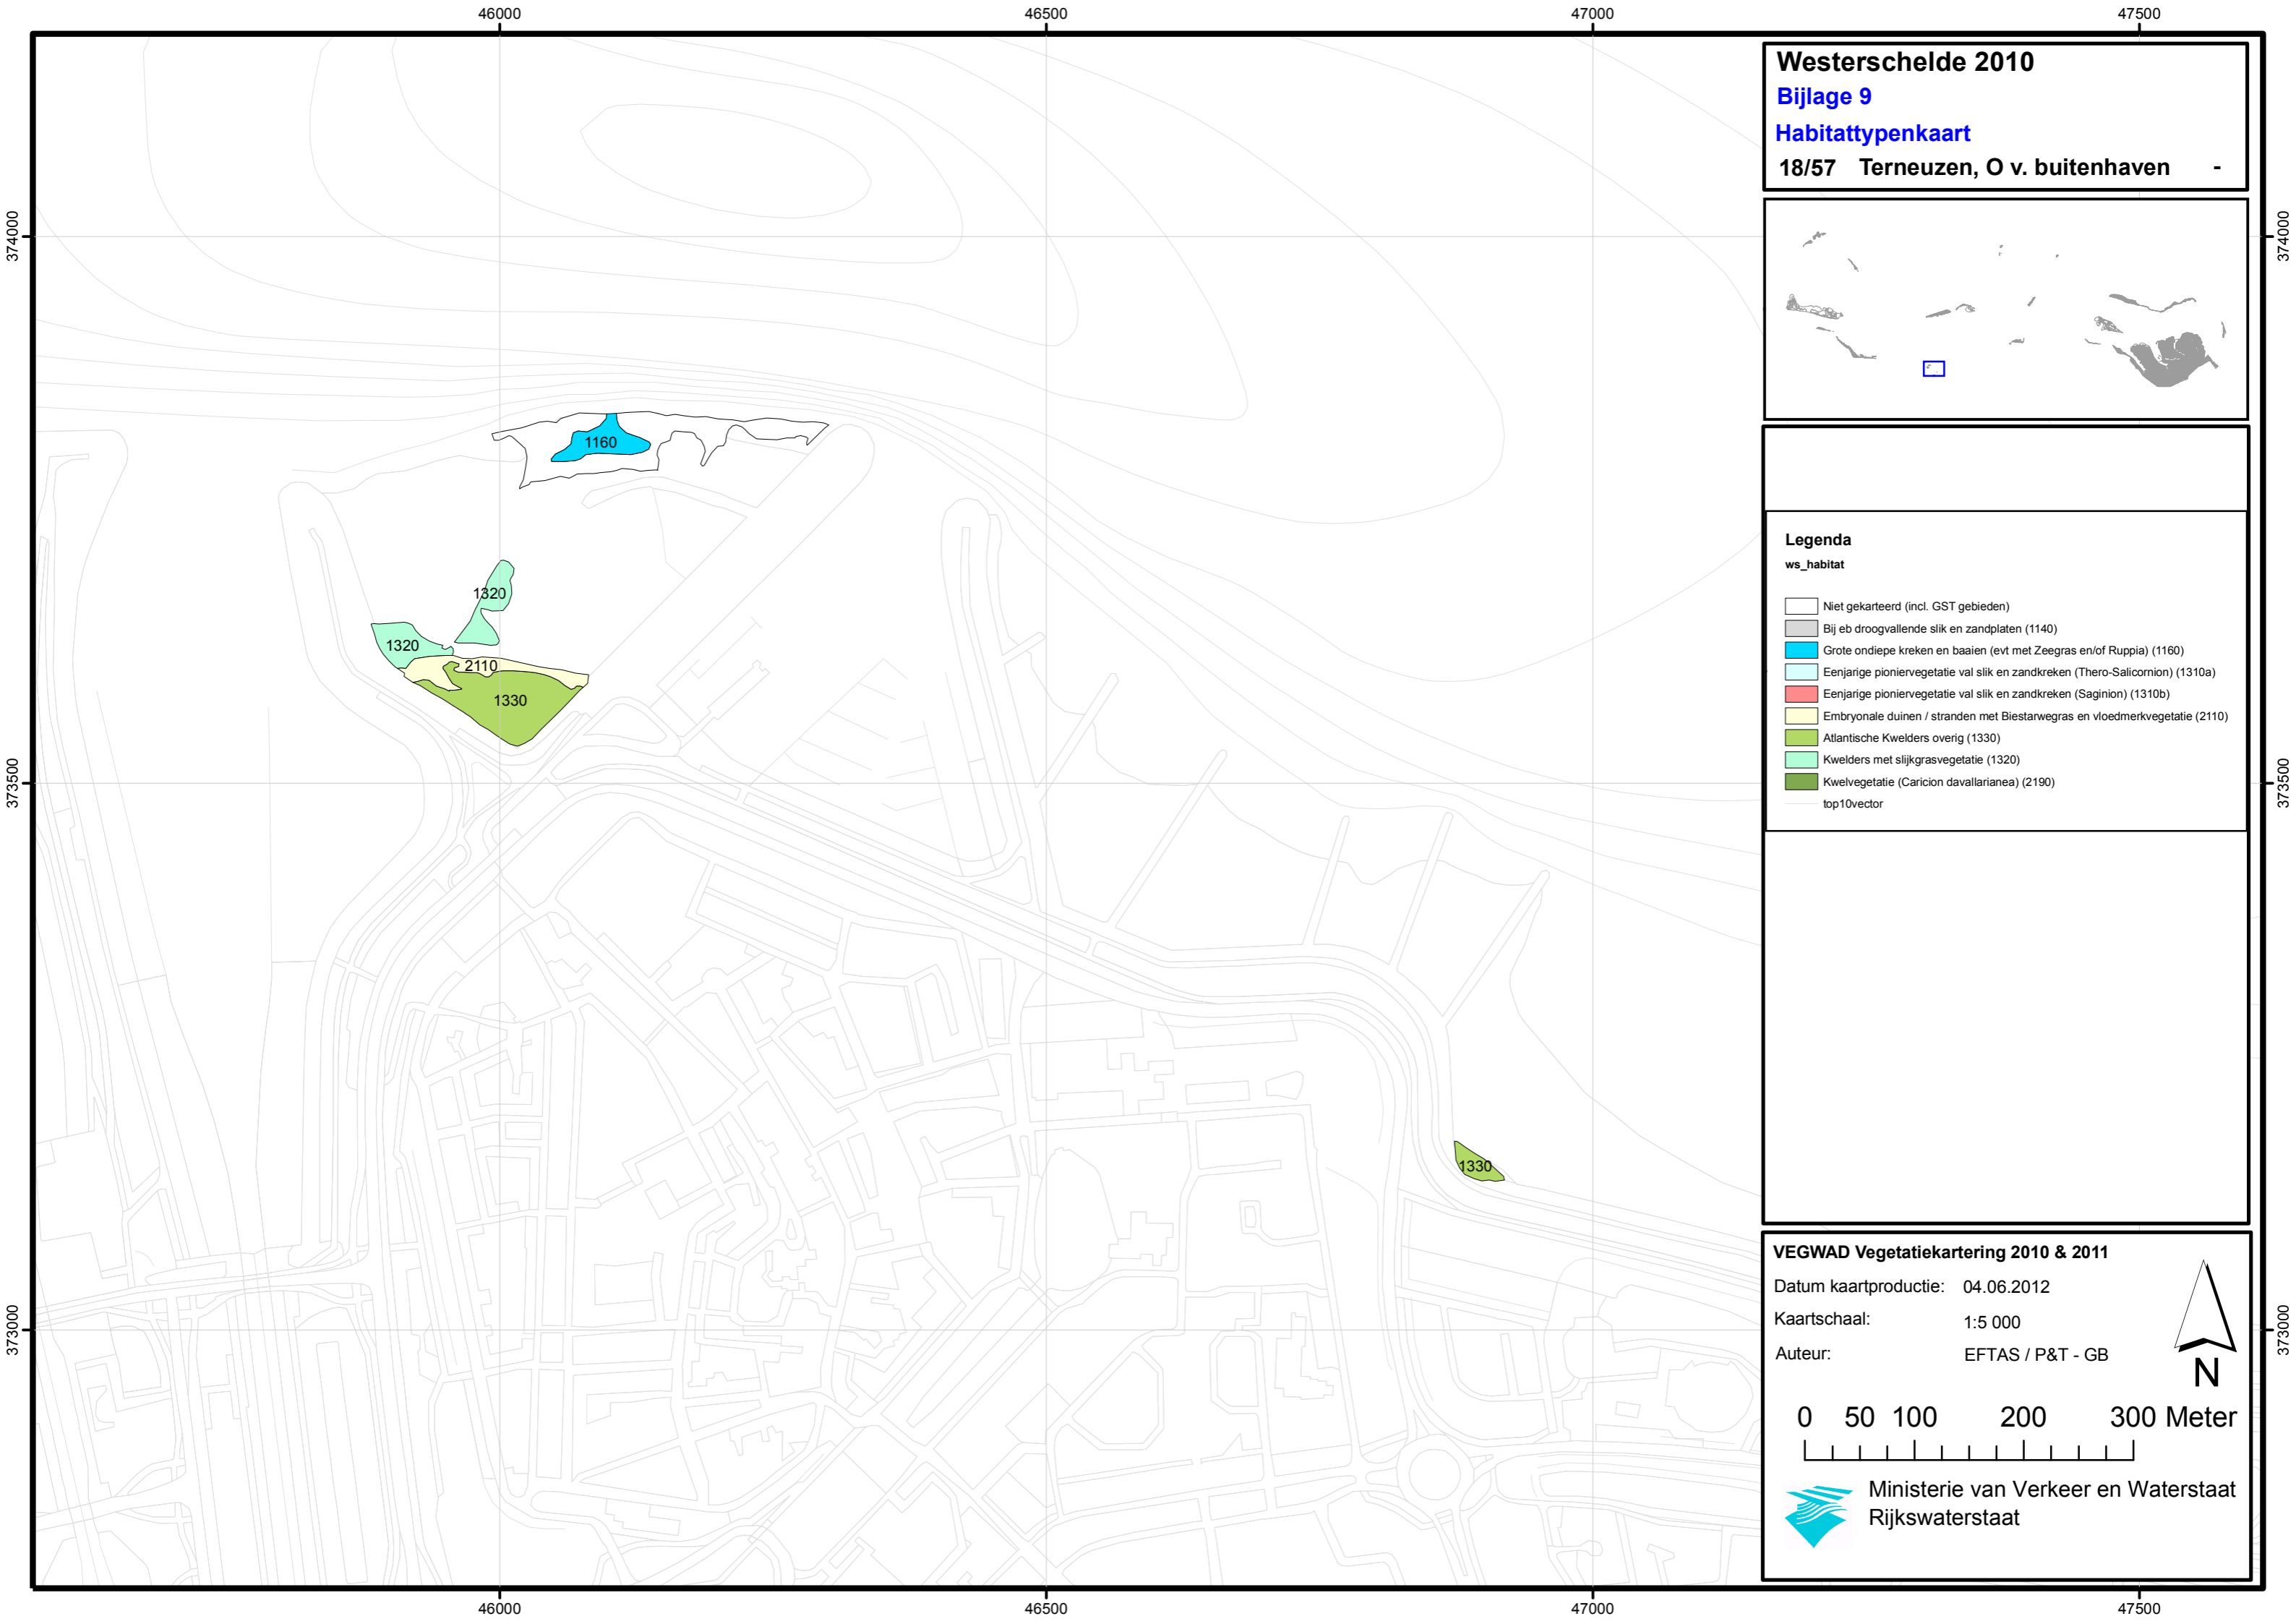 46000
46500
47000
47500
Westerschelde 2010
Bijlage 9
Habitattypenkaart
18/57 Terneuzen, O v. buitenhaven -
374000
374000
1160
Legenda
ws_habitat
Niet gekarteerd (incl. GST gebieden)
Bij eb droogvallende slik en zandplaten (1140)
Grote ondiepe kreken en baaien (evt met Zeegras en/of Ruppia) (1160)
Eenjarige pioniervegetatie val slik en zandkreken (Thero-Salicornion) (1310a)
Eenjarige pioniervegetatie val slik en zandkreken (Saginion) (1310b)
Embryonale duinen / stranden met Biestarwegras en vloedmerkvegetatie (2110)
Atlantische Kwelders overig (1330)
Kwelders met slijkgrasvegetatie (1320)
Kwelvegetatie (Caricion davallarianea) (2190)
top10vector
1320
1320
2110
1330
373500
373500
1330
VEGWAD Vegetatiekartering 2010 & 2011
Datum kaartproductie: 04.06.2012
Kaartschaal: 1:5 000
Auteur: EFTAS / P&T - GB
N
373000
373000
0 50 100 200 300 Meter
Ministerie van Verkeer en Waterstaat
Rijkswaterstaat
46000
46500
47000
47500